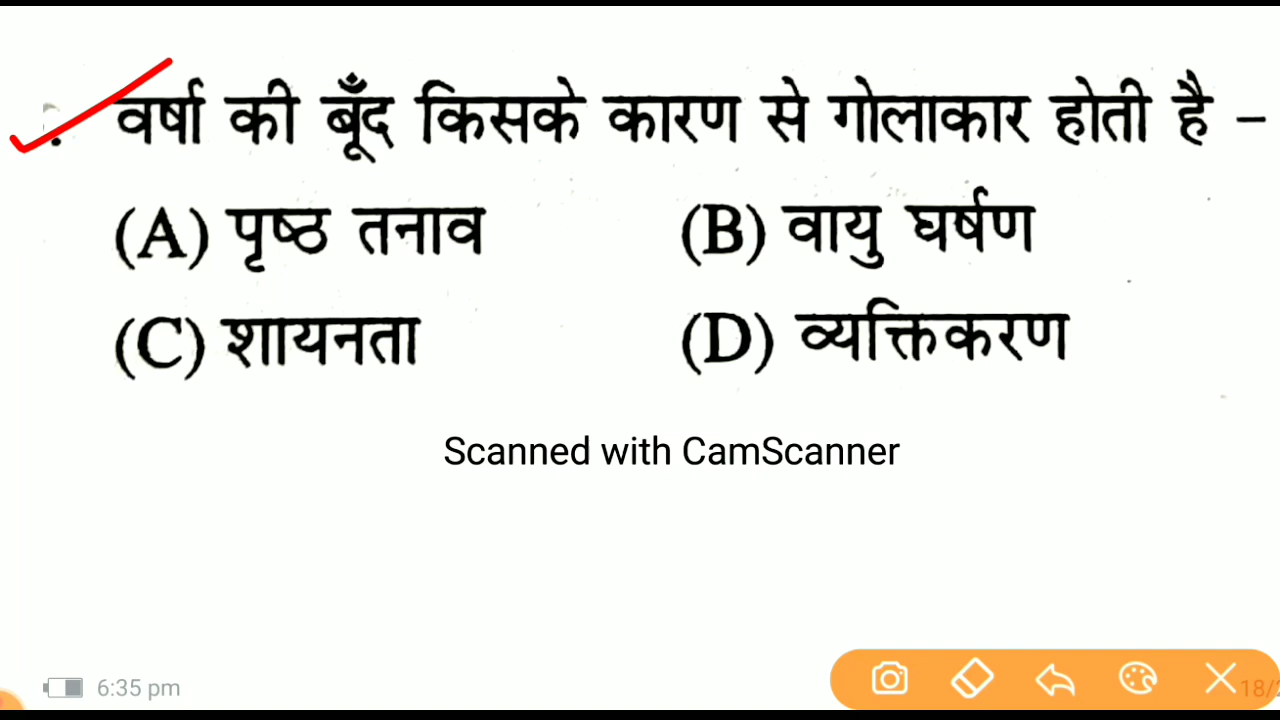 वर्षा की बूँद किसके कारण से गोलाकार होती है –
(A) पृष्ठ तनाव (B) वायु घर्षण
(C) शायनता (D) व्यक्तिकरण
Scanned with CamScanner
6:35 pm